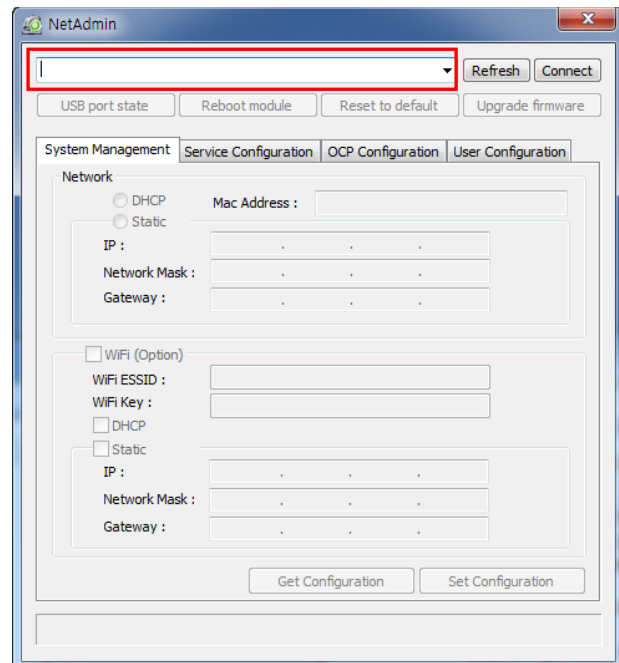 NetAdmin
Refresh Connect
USB port state Reboot module Reset to default Upgrade firmware
System Management Service Configuration OCP Configuration User Configuration
Network
DHCP Mac Address :
Static
IP : . . .
Network Mask : . . .
Gateway : . . .
WiFi (Option)
WiFi ESSID :
WiFi Key :
DHCP
Static
IP : . . .
Network Mask : . . .
Gateway : . . .
Get Configuration Set Configuration